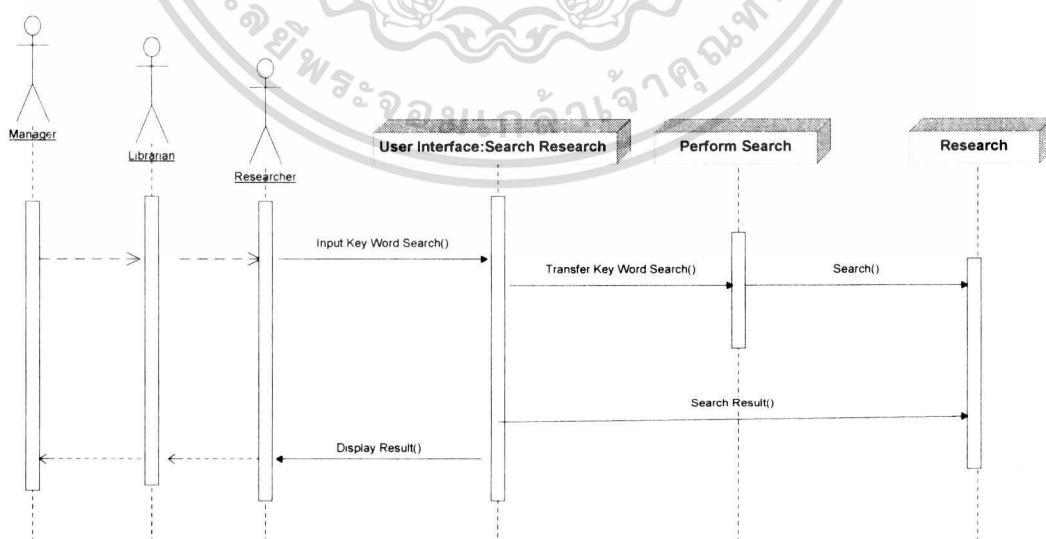 Manager
Librarian
Researcher
User Interface:Search Research
Perform Search
Research
Input Key Word Search()
Transfer Key Word Search()
Search()
Search Result()
Display Result()